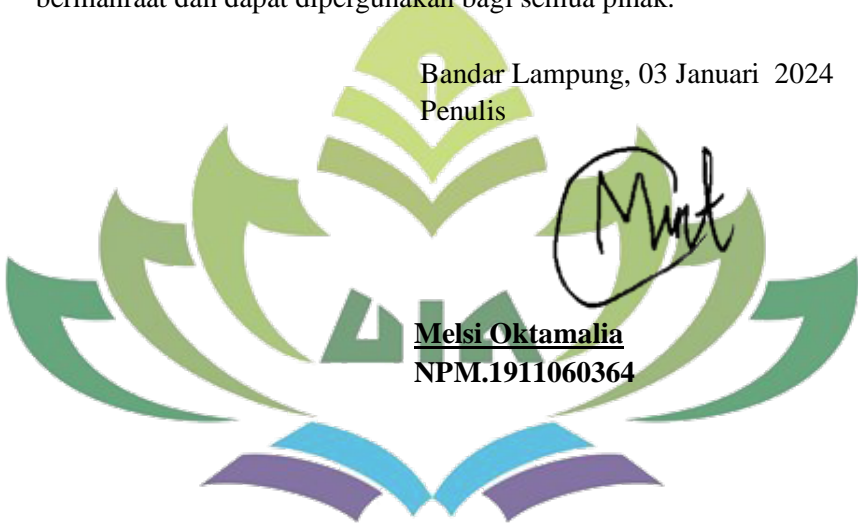 bermanfaat dan dapat dipergunakan bagi semua pihak.
Bandar Lampung, 03 Januari 2024
Penulis
Melsi Oktamalia
NPM.1911060364